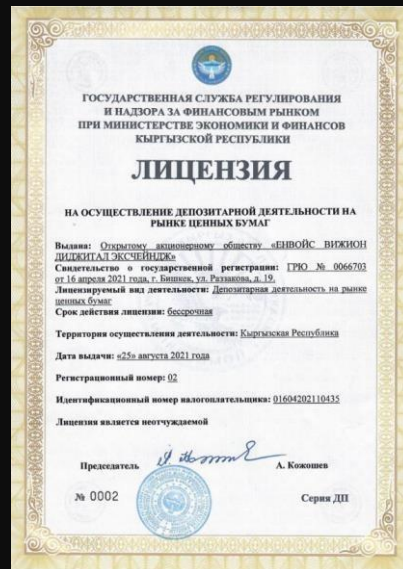 ГОСУДАРСТВЕННАЯ СЛУЖБА РЕГУЛИРОВАНИЯ
И НАДЗОРА ЗА ФИНАНСОВЫМ РЫНКОМ
ПРИ МИНИСТЕРСТВЕ ЭКОНОМИКИ И ФИНАНСОВ
КЫРГЫЗСКОЙ РЕСПУБЛИКИ
ЛИЦЕНЗИЯ
НА ОСУЩЕСТВЛЕНИЕ ДЕПОЗИТАРНОЙ ДЕЯТЕЛЬНОСТИ НА
РЫНКЕ ЦЕННЫХ БУМАГ
Выдана: Открытому акционерному обществу «ЕНВОЙС ВИЖИОН
ДИДЖИТАЛ ЭКСЧЕЙНДЖ»
Свидетельство о государственной регистрации: ГРЮ № 0066703
от 16 апреля 2021 года, г. Бишкек, ул. Раззакова, д. 19.
Лицензируемый вид деятельности: Депозитарная деятельность на рынке
ценных бумаг
Срок действия лицензии: бессрочная
Территория осуществления деятельности: Кыргызская Республика
Дата выдачи: «25» августа 2021 года
Регистрационный номер: 02
Идентификационный номер налогоплательщика: 01604202110435
Лицензия является неотчуждаемой
Председатель А. Кожошев
№ 0002 Серия ДП